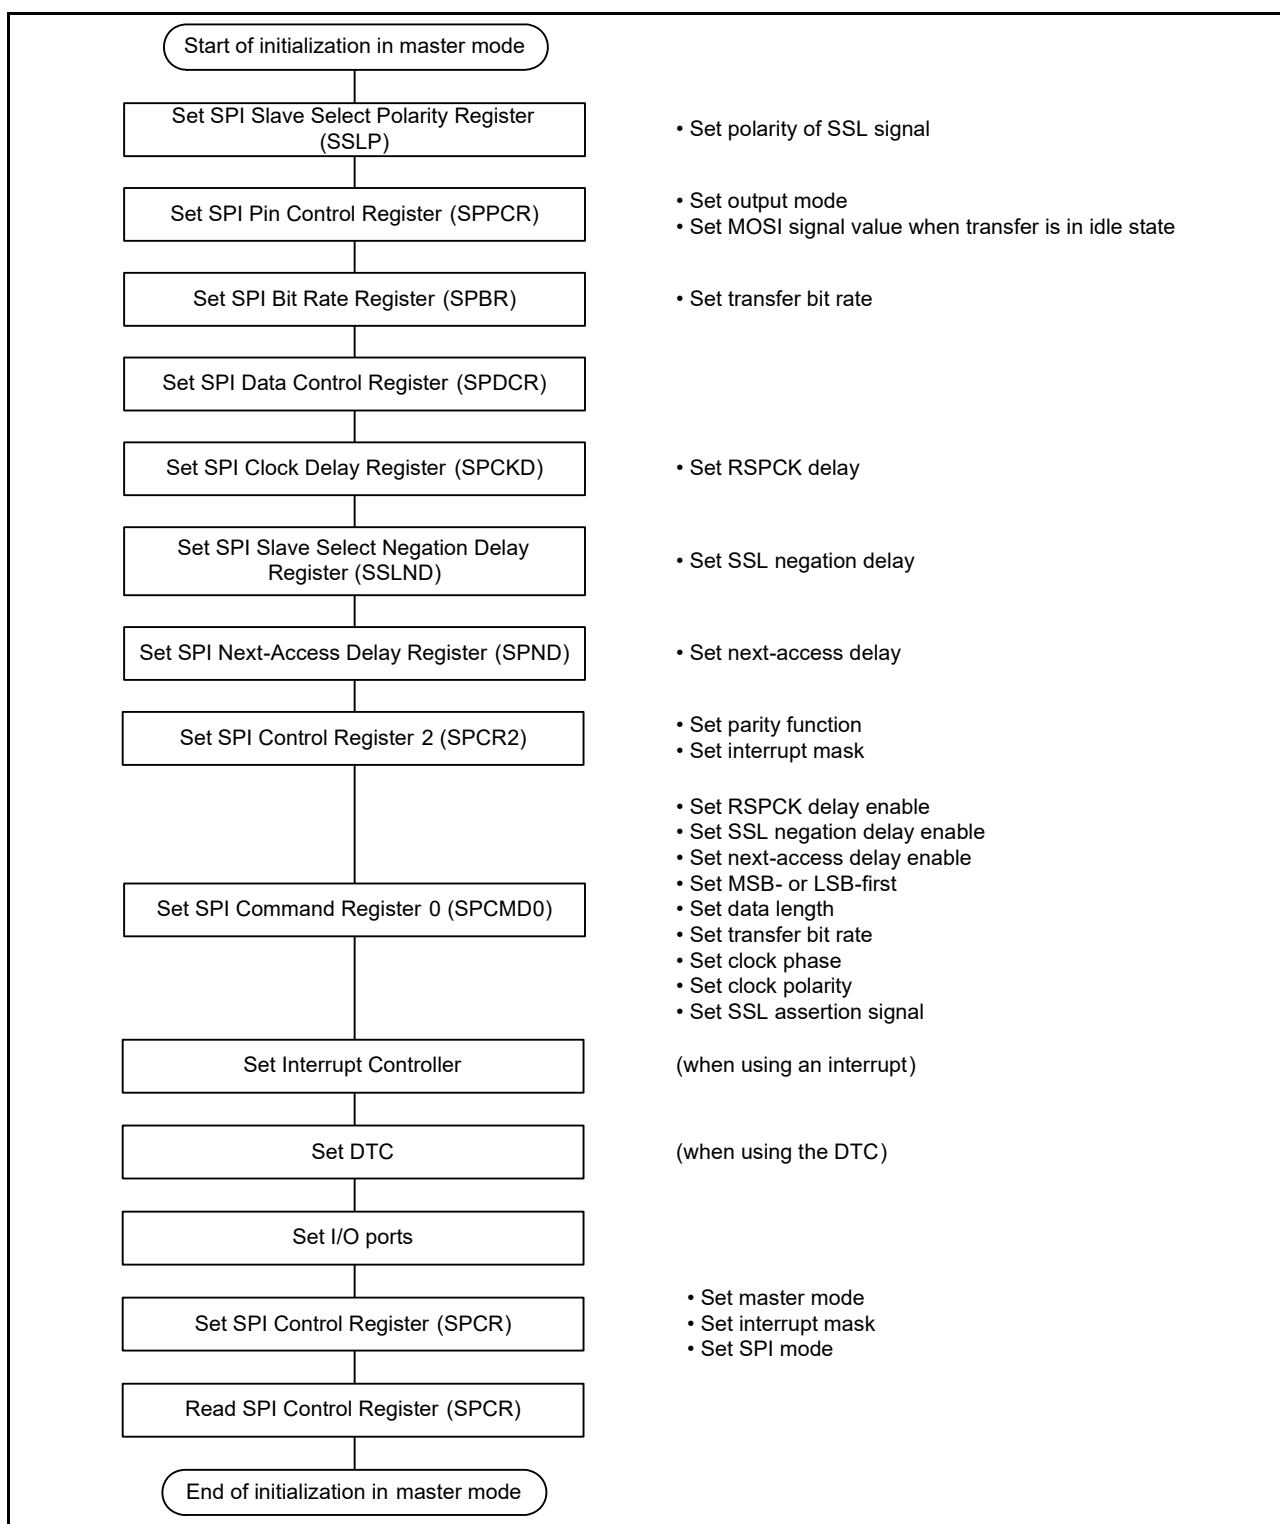 Start of initialization in master mode
Set SPI Slave Select Polarity Register
(SSLP)
• Set polarity of SSL signal
Set SPI Pin Control Register (SPPCR)
• Set output mode
• Set MOSI signal value when transfer is in idle state
Set SPI Bit Rate Register (SPBR)
• Set transfer bit rate
Set SPI Data Control Register (SPDCR)
Set SPI Clock Delay Register (SPCKD)
• Set RSPCK delay
Set SPI Slave Select Negation Delay
Register (SSLND)
• Set SSL negation delay
Set SPI Next-Access Delay Register (SPND)
• Set next-access delay
Set SPI Control Register 2 (SPCR2)
• Set parity function
• Set interrupt mask
Set SPI Command Register 0 (SPCMD0)
• Set RSPCK delay enable
• Set SSL negation delay enable
• Set next-access delay enable
• Set MSB- or LSB-first
• Set data length
• Set transfer bit rate
• Set clock phase
• Set clock polarity
• Set SSL assertion signal
Set Interrupt Controller
(when using an interrupt)
Set DTC
(when using the DTC)
Set I/O ports
Set SPI Control Register (SPCR)
• Set master mode
• Set interrupt mask
• Set SPI mode
Read SPI Control Register (SPCR)
End of initialization in master mode